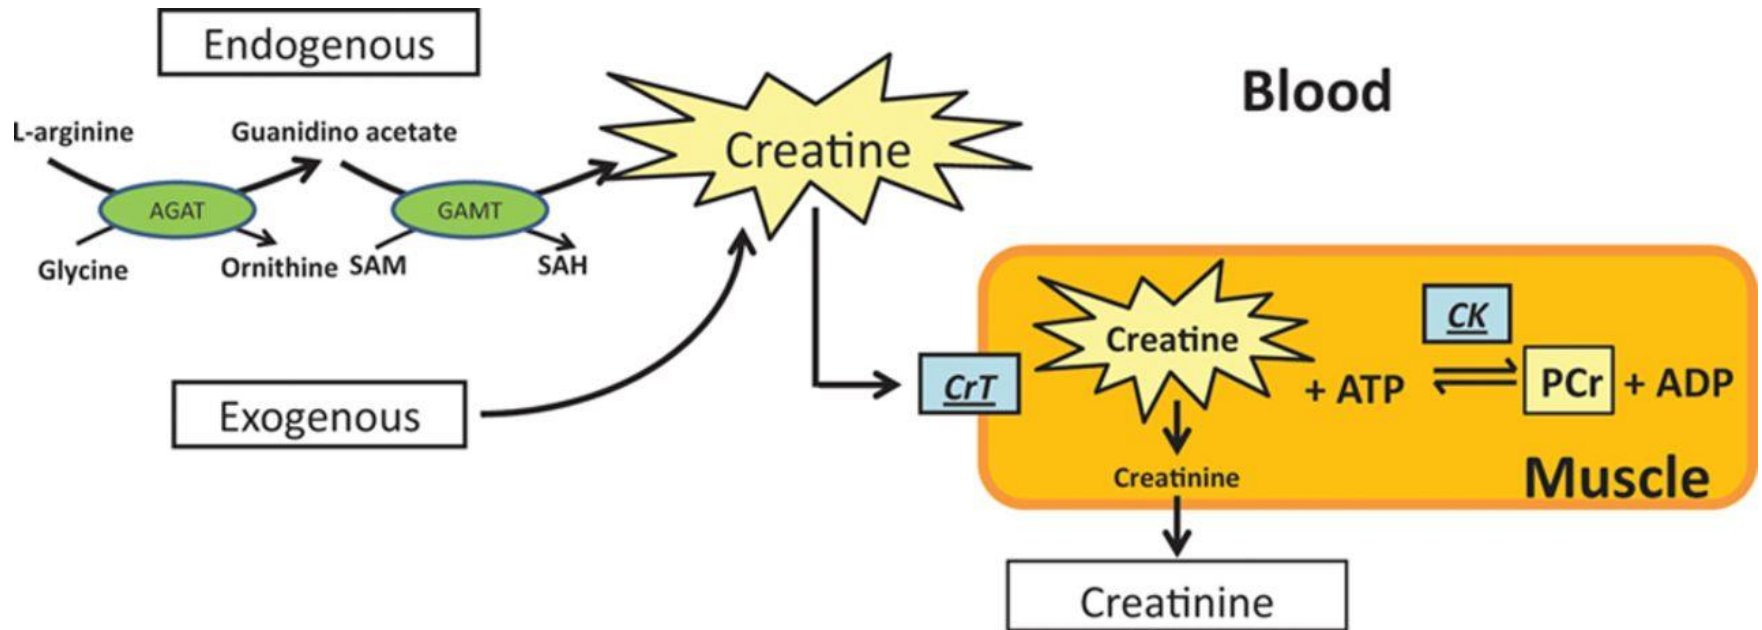 Endogenous
Blood
L-arginine
Guanidino acetate
Creatine
AGAT
GAMT
Glycine
Ornithine
SAM
SAH
Exogenous
CrT
Creatine
+ ATP
CK
PCr
+ ADP
Creatinine
Muscle
Creatinine